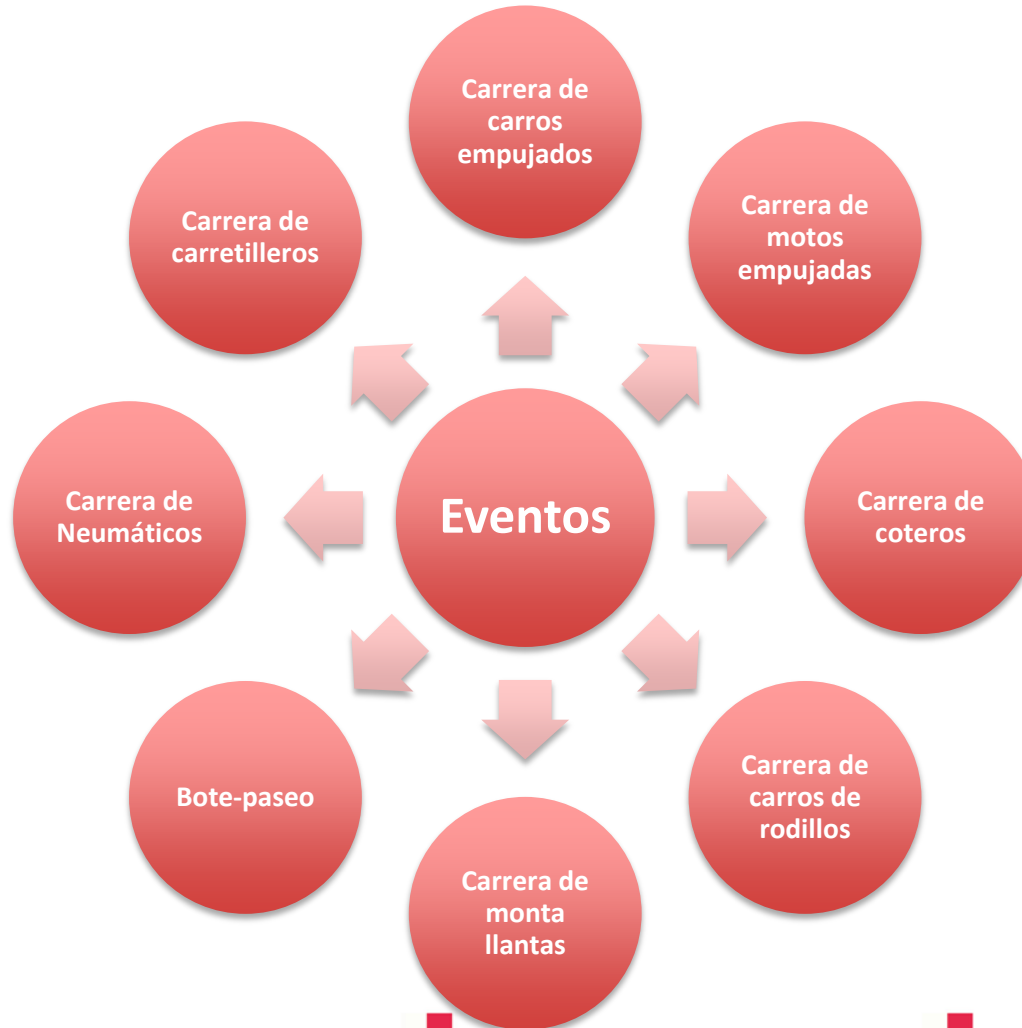 Carrera de
carros
empujados
Carrera de
motos
empujadas
Carrera de
coteros
Carrera de
carros de
rodillos
Carrera de
monta
llantas
Bote-paseo
Carrera de
Neumáticos
Carrera de
carretilleros
Eventos